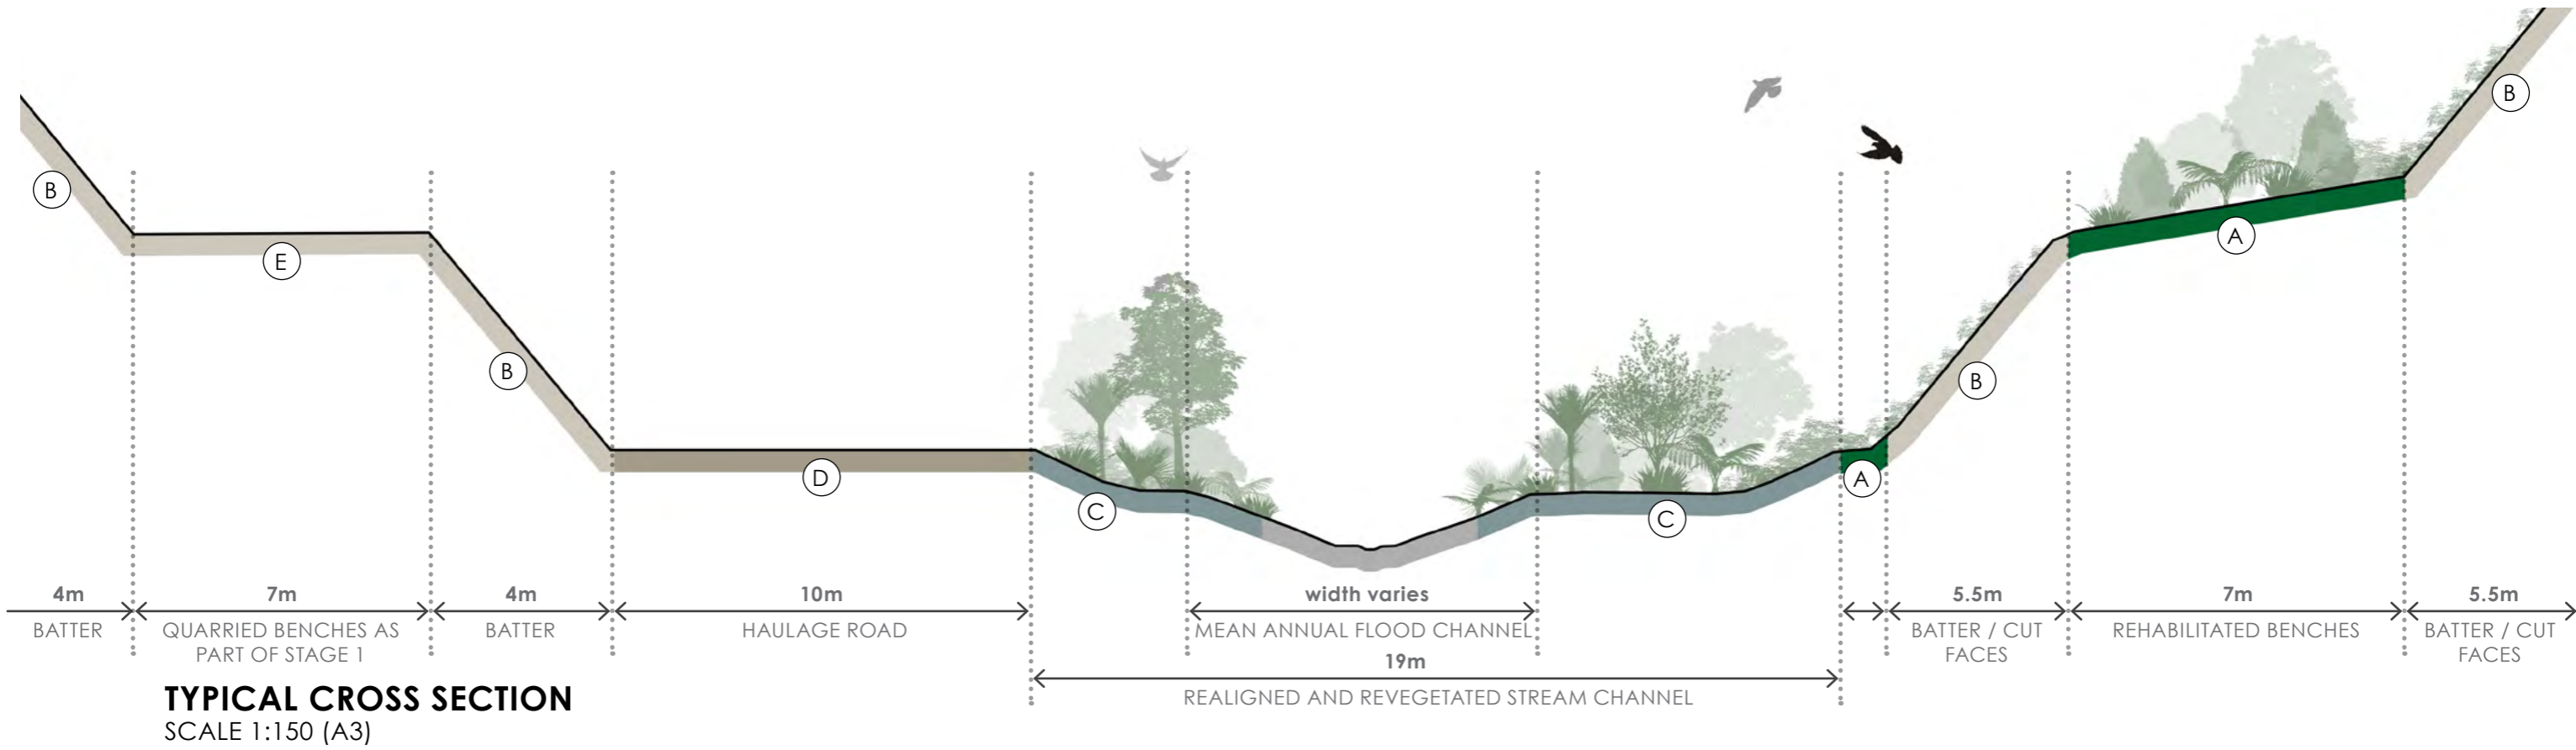 B
B
E
A
B
B
D
A
C
C
4m
7m
4m
10m
width varies
5.5m
7m
5.5m
BATTER
QUARRIED BENCHES AS
PART OF STAGE 1
BATTER
HAULAGE ROAD
MEAN ANNUAL FLOOD CHANNEL
BATTER / CUT
FACES
REHABILITATED BENCHES
BATTER / CUT
FACES
19m
REALIGNED AND REVEGETATED STREAM CHANNEL
TYPICAL CROSS SECTION
SCALE 1:150 (A3)